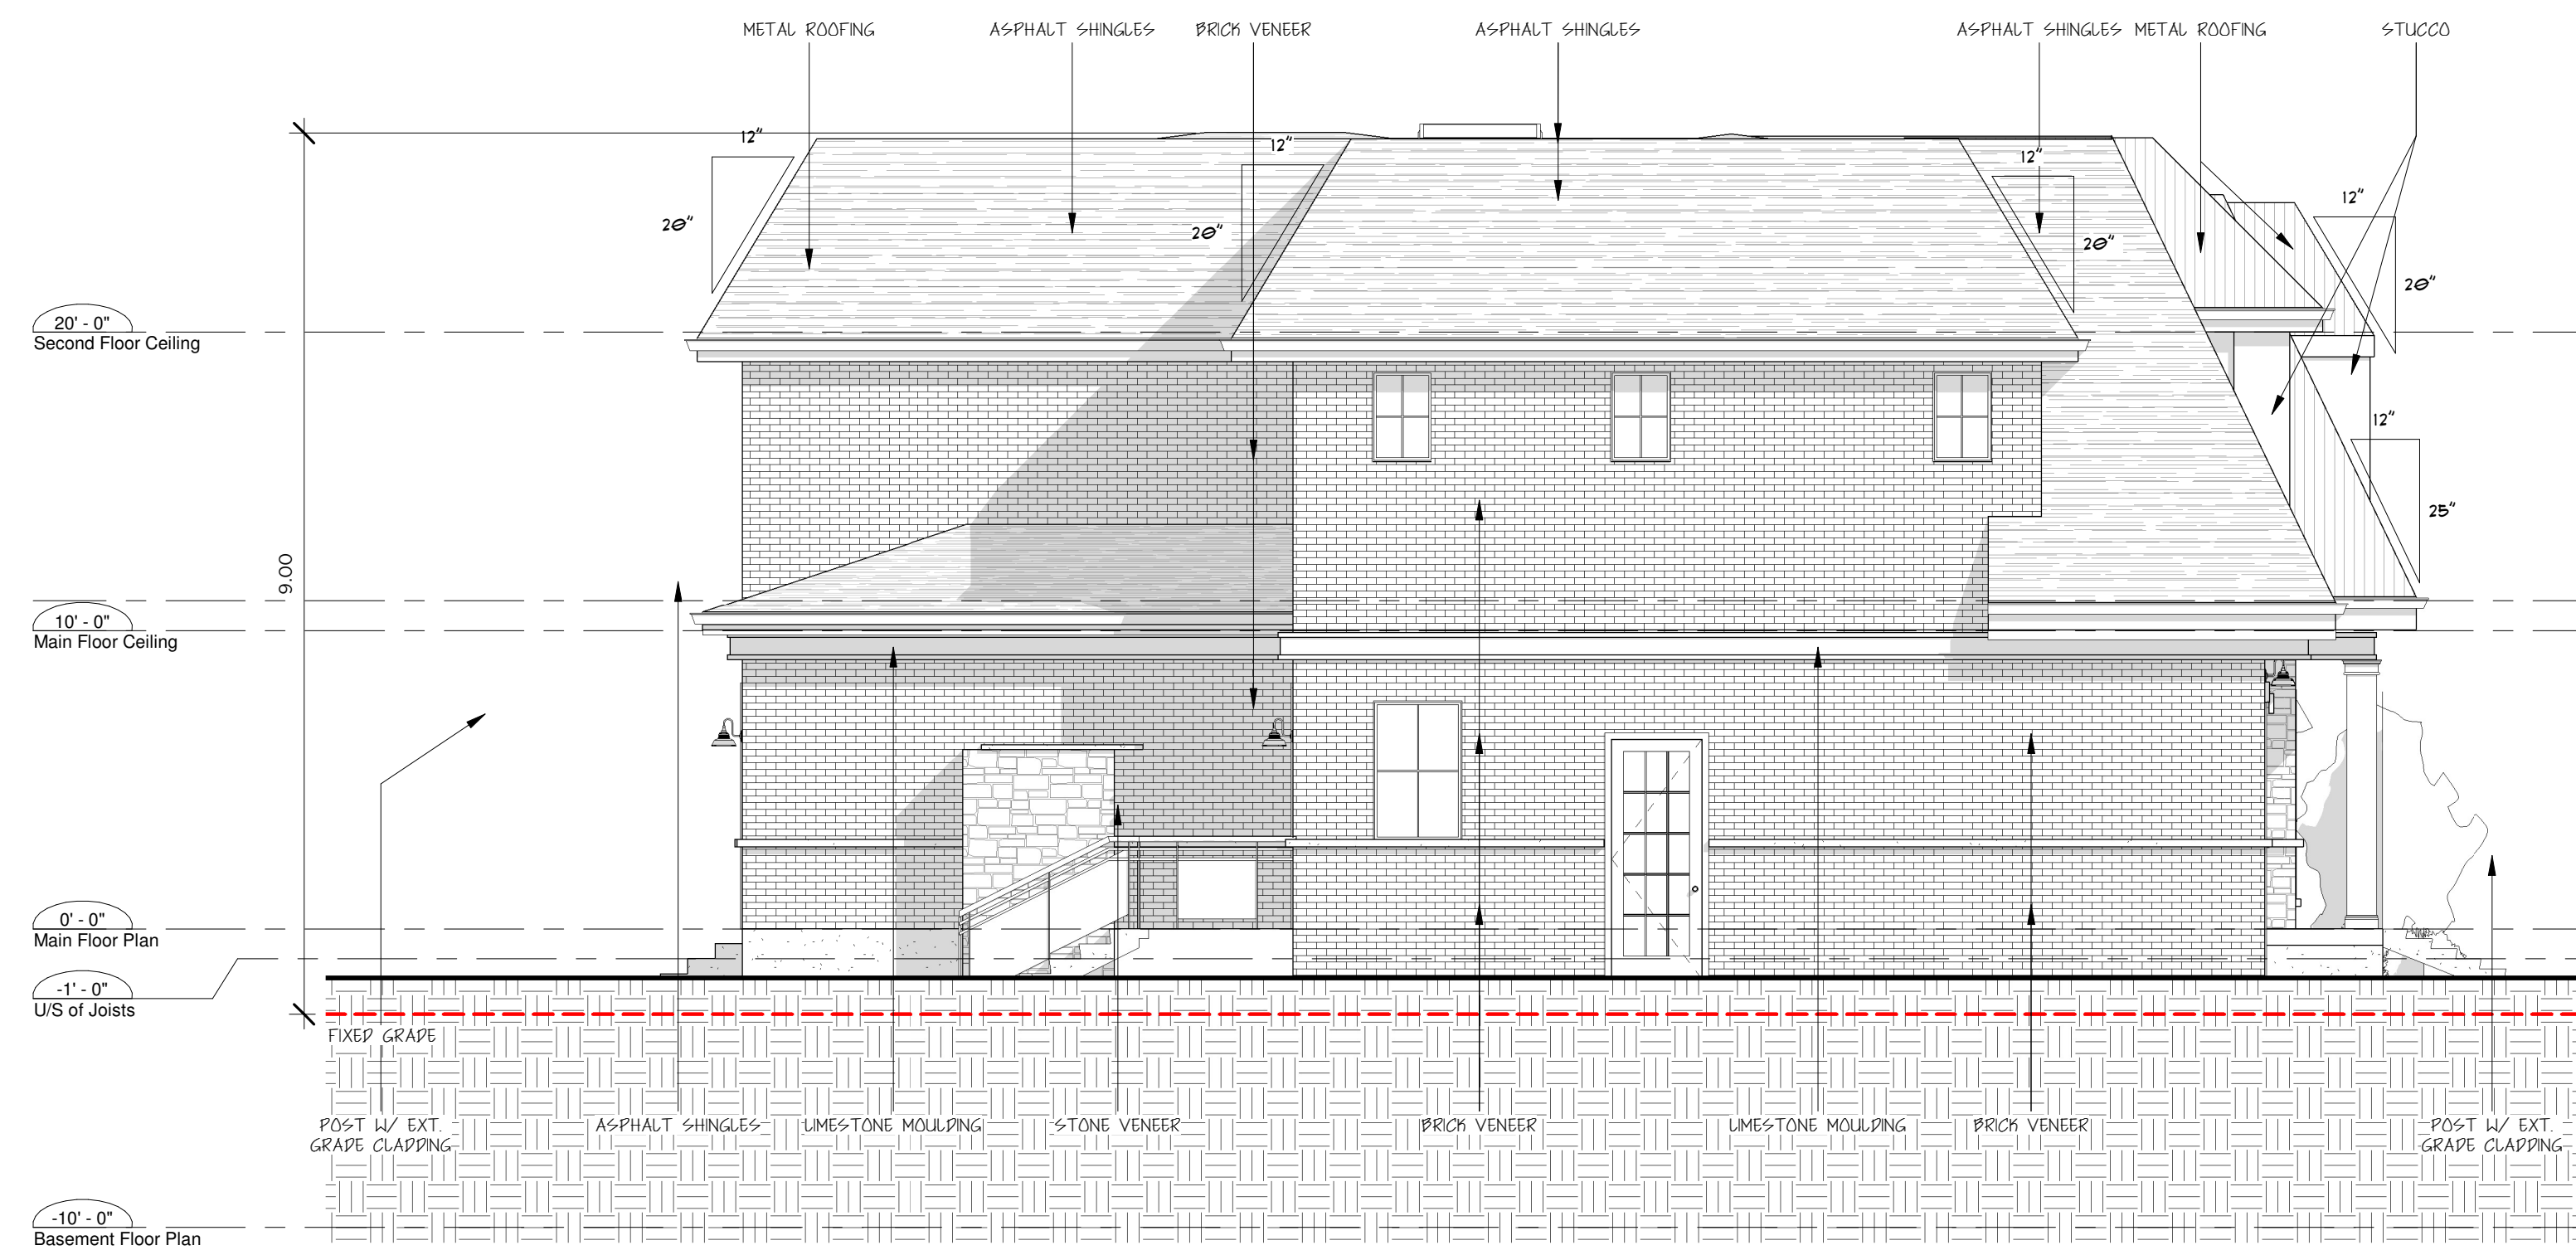 METAL ROOFING
ASPHALT SHINGLES
BRICK VENEER
ASPHALT SHINGLES
ASPHALT SHINGLES
METAL ROOFING
STUCCO
12"
20"
12"
20"
12"
20"
12"
20"
12"
25"
20' - 0"
Second Floor Ceiling
9.00
10' - 0"
Main Floor Ceiling
0' - 0"
Main Floor Plan
-1' - 0"
U/S of Joists
FIXED GRADE
POST W/ EXT.
GRADE CLADDING
ASPHALT SHINGLES
LIMESTONE MOULDING
STONE VENEER
BRICK VENEER
LIMESTONE MOULDING
BRICK VENEER
POST W/ EXT.
GRADE CLADDING
-10' - 0"
Basement Floor Plan